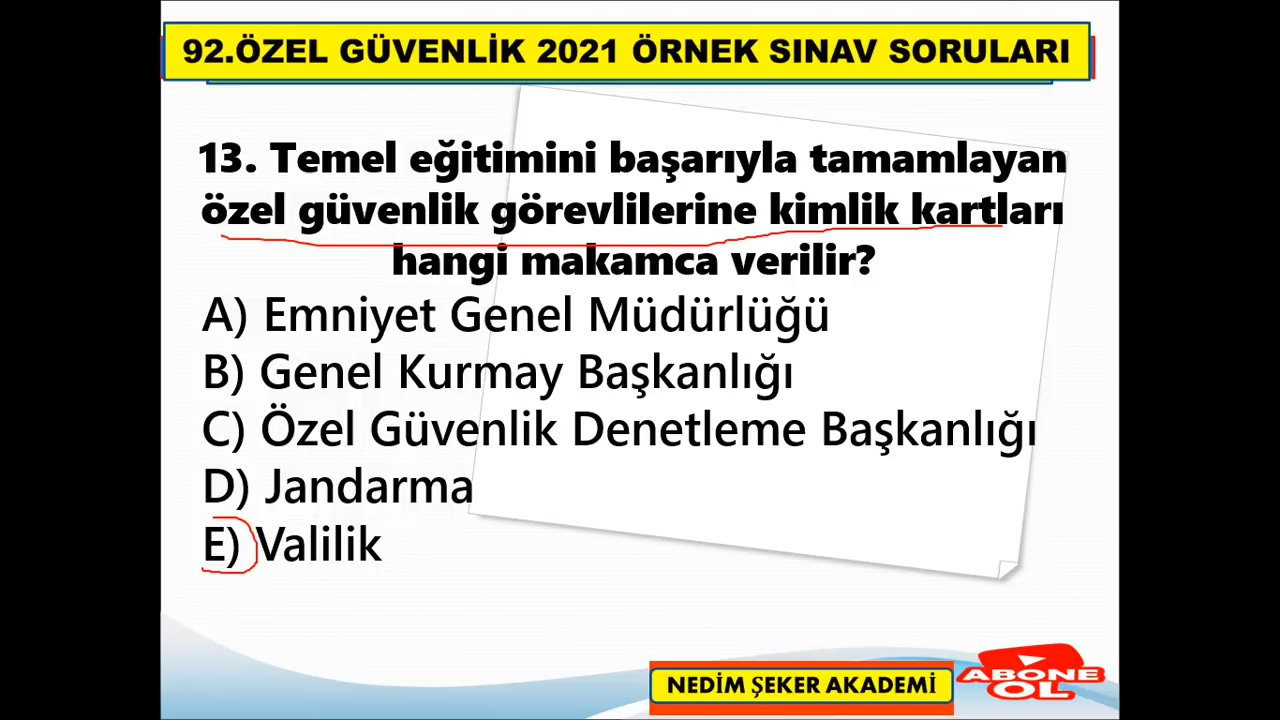 92.ÖZEL GÜVENLİK 2021 ÖRNEK SINAV SORULARI
13. Temel eğitimini başarıyla tamamlayan
özel güvenlik görevlilerine kimlik kartları
hangi makamca verilir?
A) Emniyet Genel Müdürlüğü
B) Genel Kurmay Başkanlığı
C) Özel Güvenlik Denetleme Başkanlığı
D) Jandarma
E) Valilik
NEDİM ŞEKER AKADEMİ
ABONE
OL